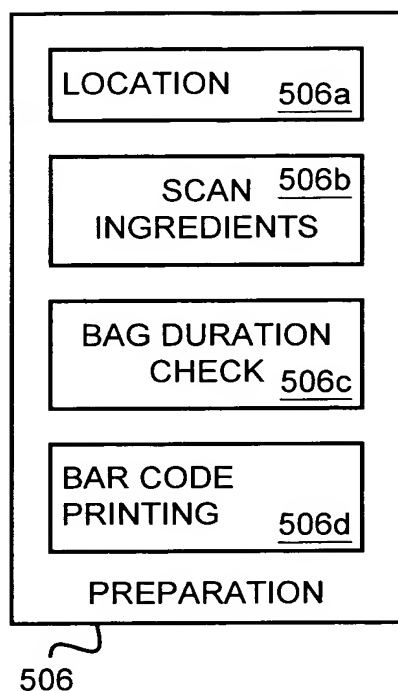 LOCATION 506a
SCAN 506b
INGREDIENTS
BAG DURATION
CHECK 506c
BAR CODE
PRINTING 506d
PREPARATION
506